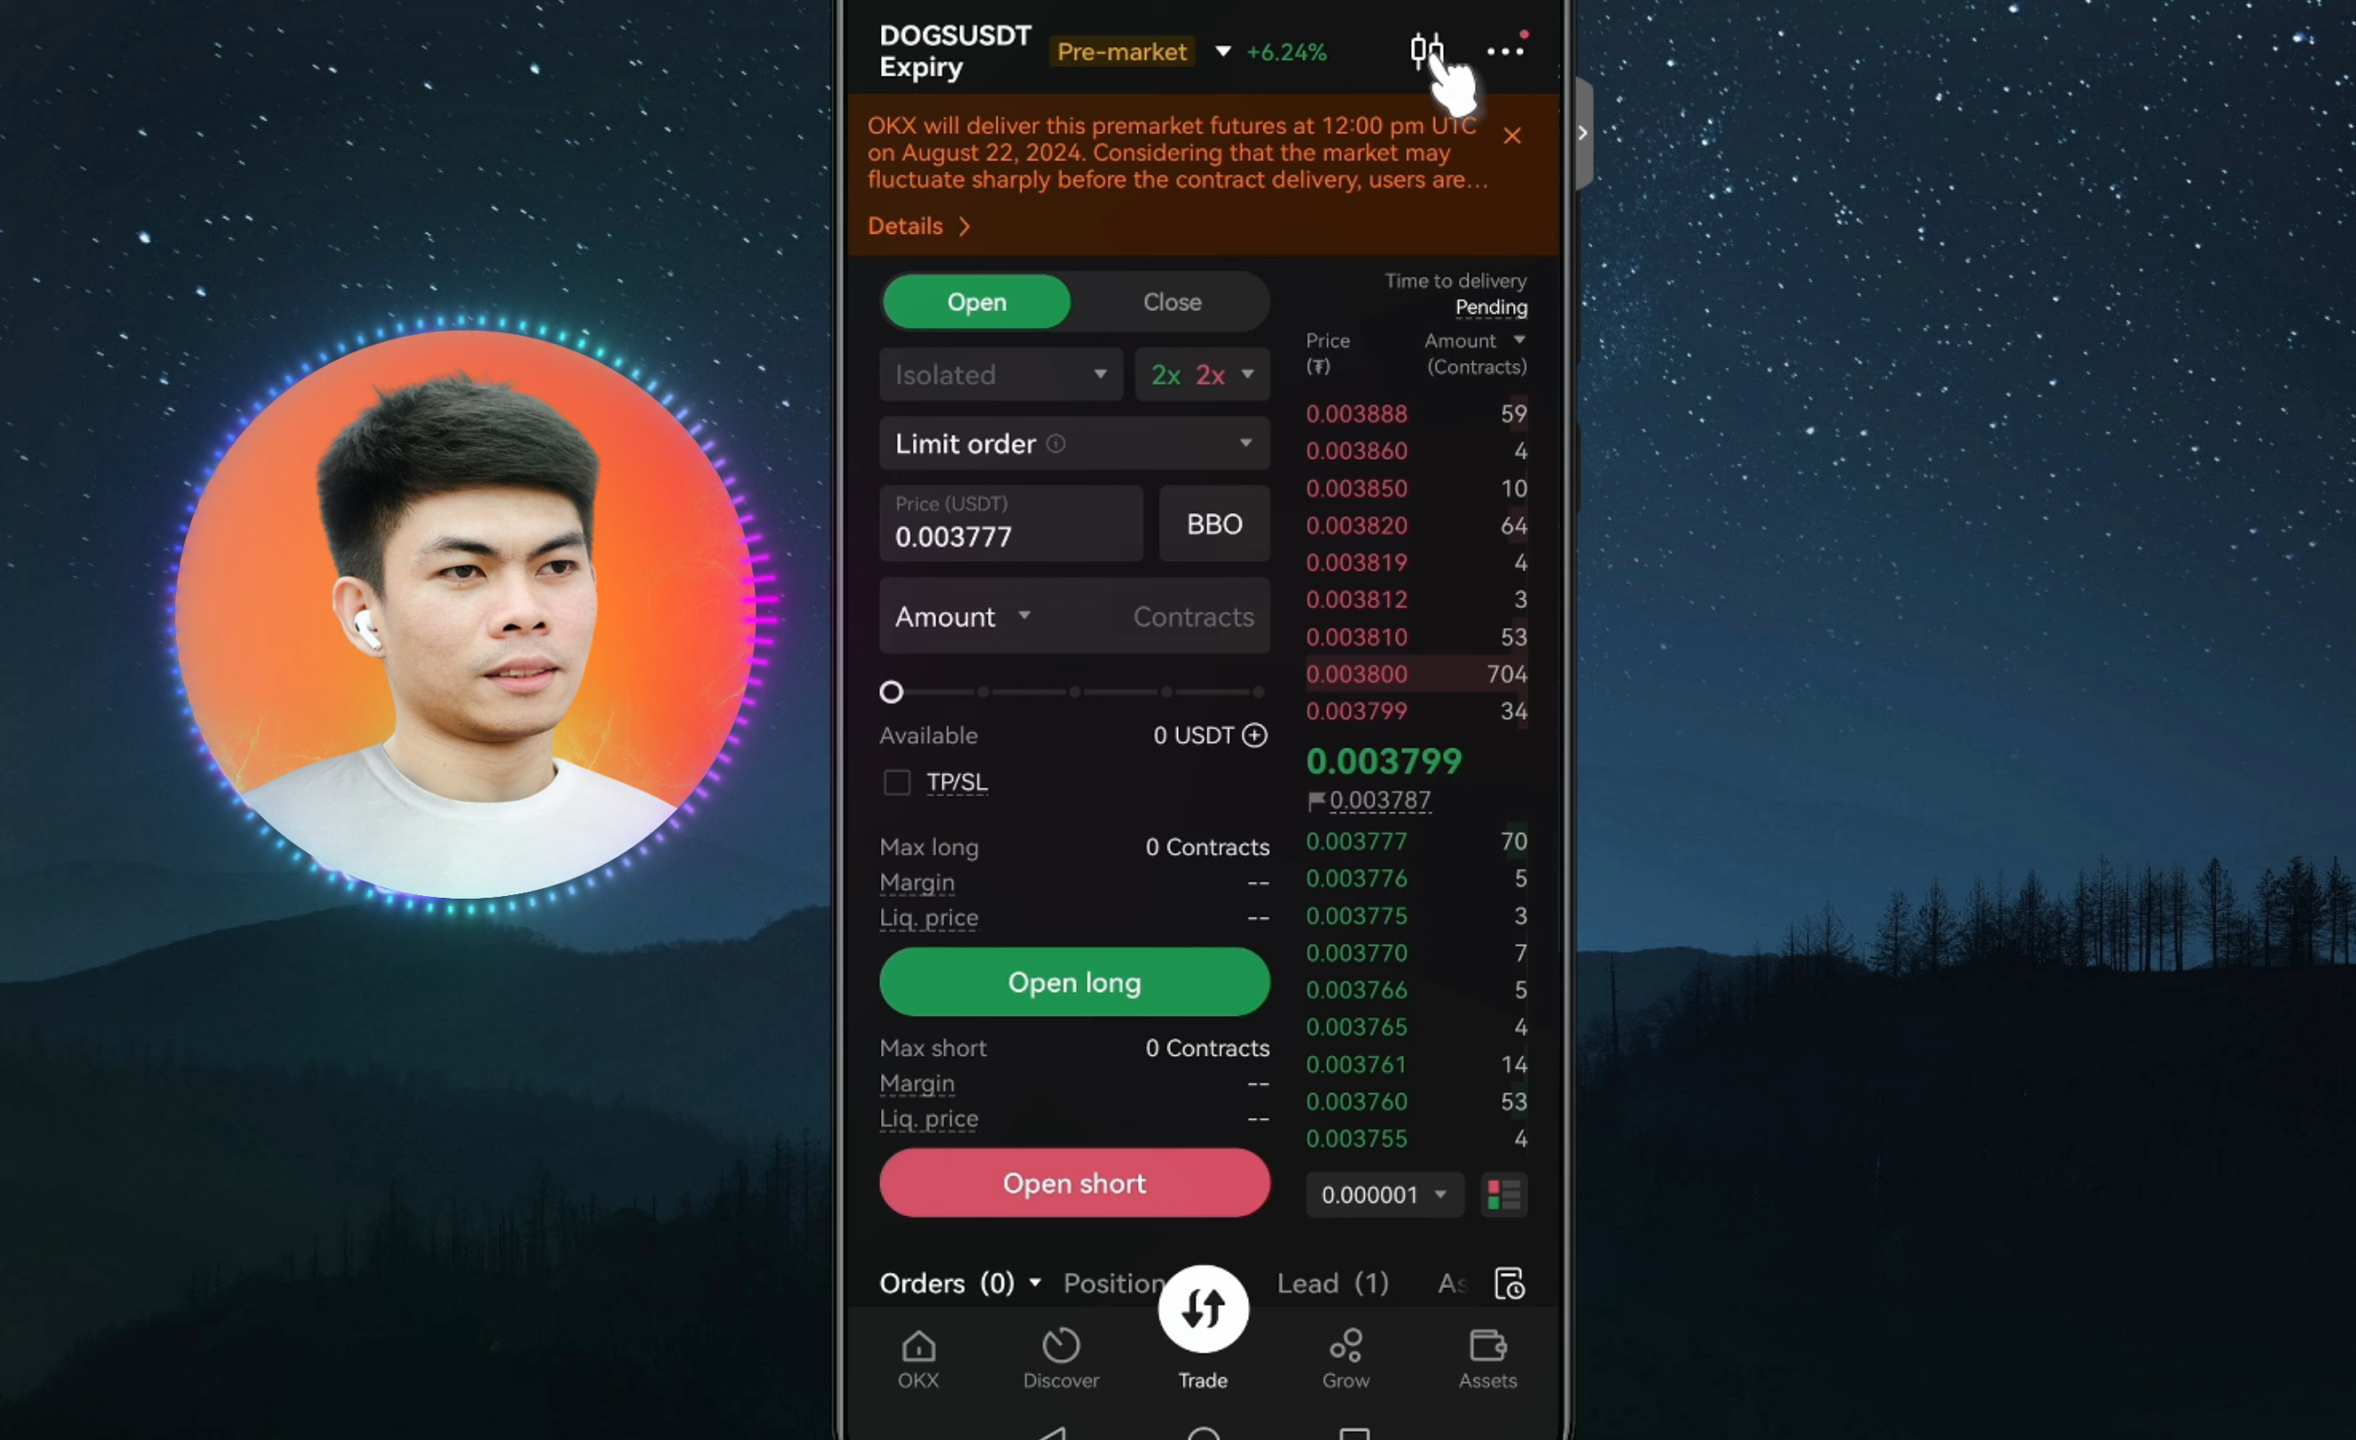 DOGSUSDT
Expiry
Pre-market
+6.24%
OKX will deliver this premarket futures at 12:00 pm UTC
on August 22, 2024. Considering that the market may
fluctuate sharply before the contract delivery, users are...
Details
Open
Close
Time to delivery
Pending
Isolated
2x 2x
Price
(₮)
Amount
(Contracts)
Limit order
Price (USDT)
0.003777
BBO
Amount
Contracts
Available
0 USDT
TP/SL
Max long
0 Contracts
Margin
--
Liq. price
--
Open long
Max short
0 Contracts
Margin
--
Liq. price
--
Open short
0.003888 59
0.003860 4
0.003850 10
0.003820 64
0.003819 4
0.003812 3
0.003810 53
0.003800 704
0.003799 34
0.003799
0.003787
0.003777 70
0.003776 5
0.003775 3
0.003770 7
0.003766 5
0.003765 4
0.003761 14
0.003760 53
0.003755 4
0.000001
Orders (0)
Position
Lead (1)
As
OKX
Discover
Trade
Grow
Assets